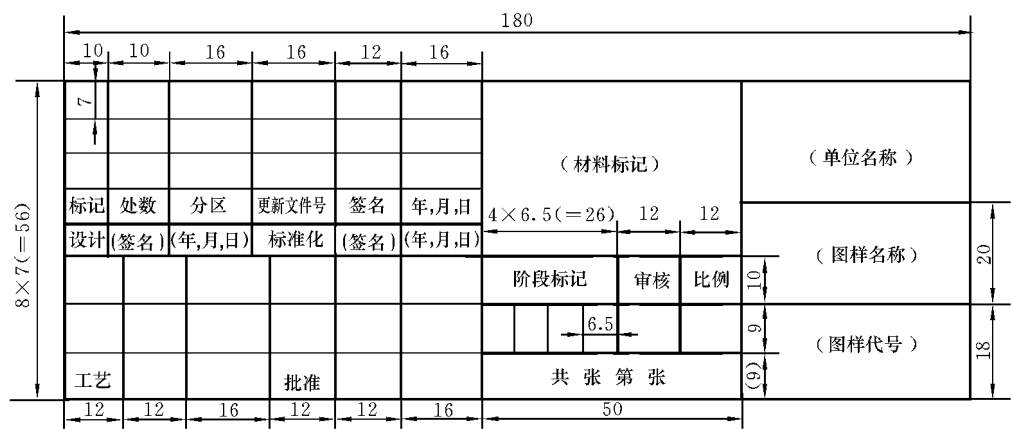 180
10 10 16 16 12 16
7
(材料标记)
(单位名称)
标记 处数 分区 更新文件号 签名 年,月,日
4×6.5(=26) 12 12
设计 (签名) (年,月,日) 标准化 (签名) (年,月,日)
8×7(=56)
(图样名称)
20
阶段标记 审核 比例
10
6.5
9
(图样代号)
18
工艺 批准
共 张 第 张
(9)
12 12 16 12 12 16 50